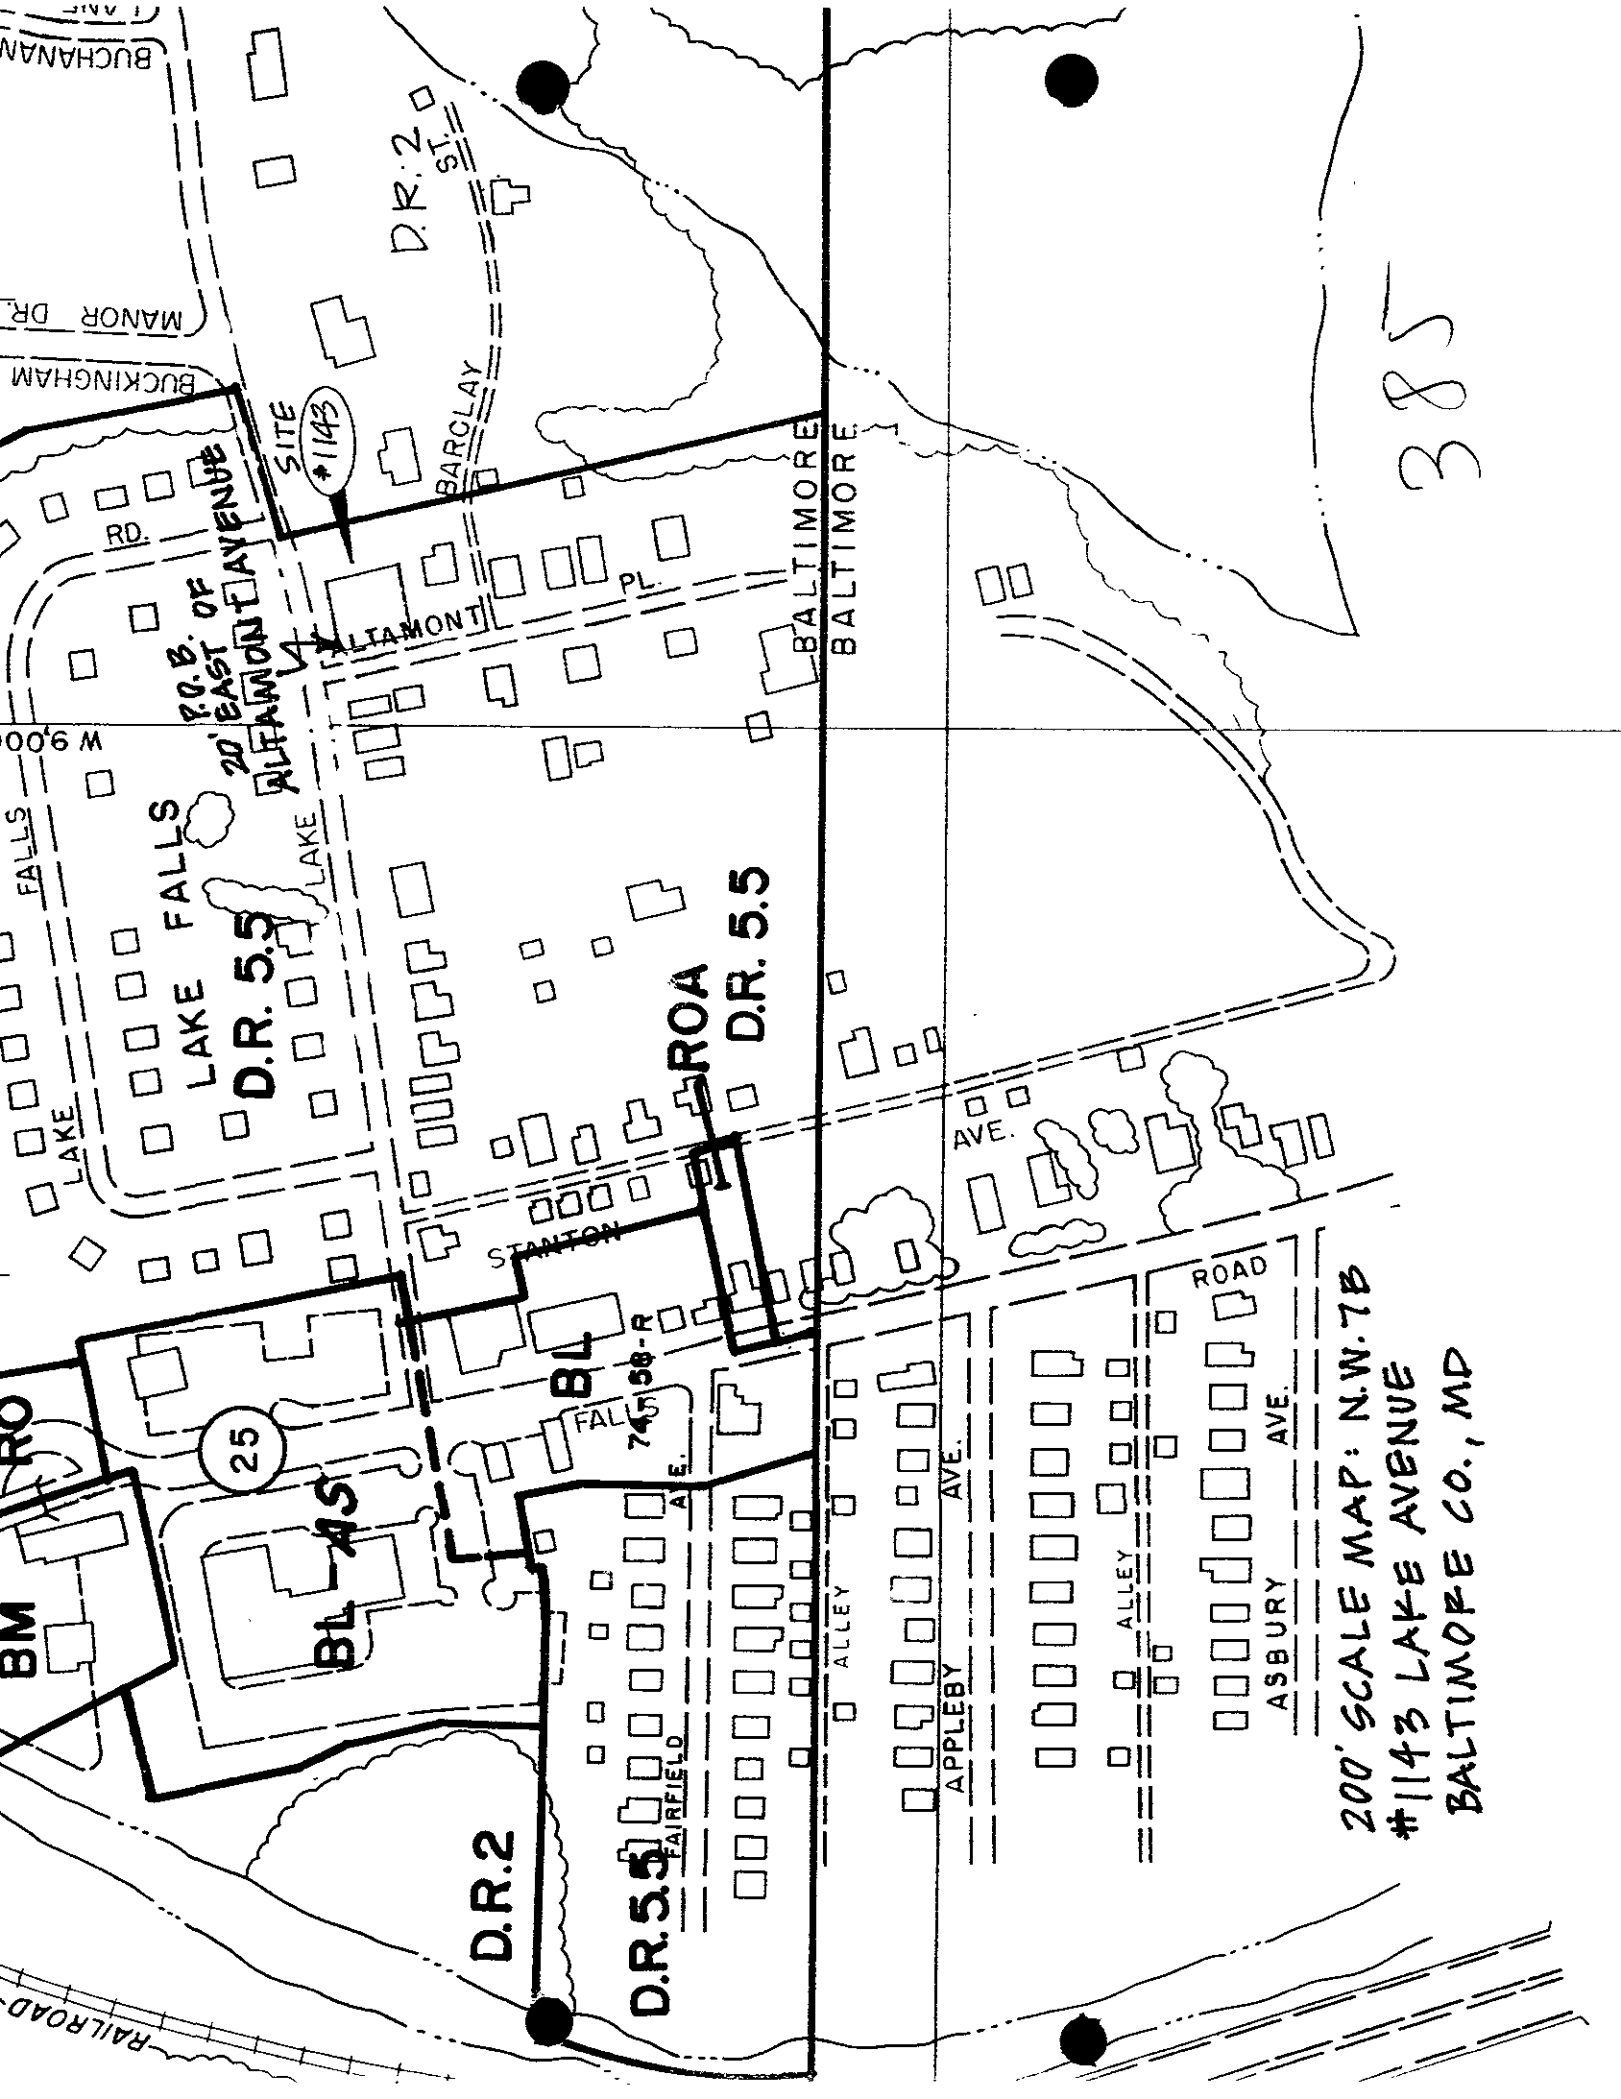 LANE
BUCHANAN
D.R. 2
ST.
MANOR DR.
BUCKINGHAM
SITE
#1143
BARCLAY
RD.
P.O.B.
20' EAST OF
ALTAMONT AVENUE
ALTAMONT
PL.
BALTIMORE
BALTIMORE
385
W 9,00
FALLS
LAKE FALLS
D.R. 5.5
LAKE
LAKE
ROA
D.R. 5.5
STANTON
AVE.
RO
25
BL
74-58-R
FALLS
ROAD
BM
BL-AS
AVE.
ALLEY
AVE.
APPLEBY
ALLEY
AVE.
ASBURY
FAIRFIELD
D.R.2
D.R.5.5
RAILROAD
200' SCALE MAP: N.W. 7B
#1143 LAKE AVENUE
BALTIMORE CO., MD